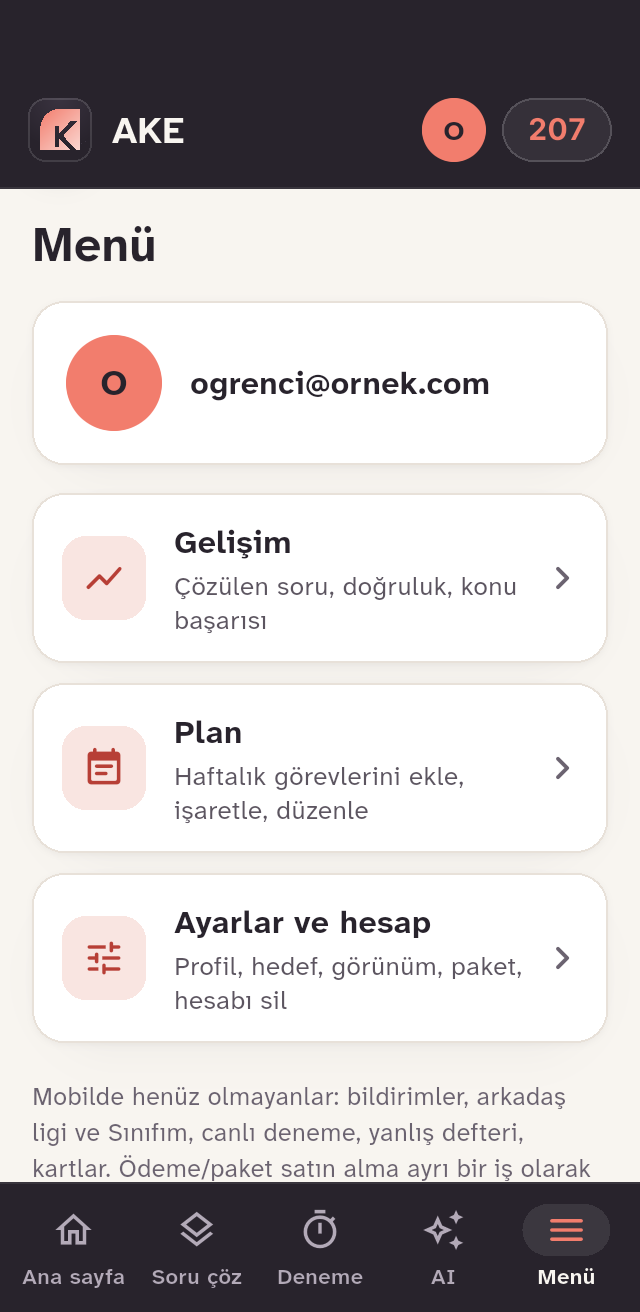 K AKE O 207
Menü
O ogrenci@ornek.com
Gelişim
Çözülen soru, doğruluk, konu
başarısı
Plan
Haftalık görevlerini ekle,
işaretle, düzenle
Ayarlar ve hesap
Profil, hedef, görünüm, paket,
hesabı sil
Mobilde henüz olmayanlar: bildirimler, arkadaş
ligi ve Sınıfım, canlı deneme, yanlış defteri,
kartlar. Ödeme/paket satın alma ayrı bir iş olarak
Ana sayfa Soru çöz Deneme AI Menü